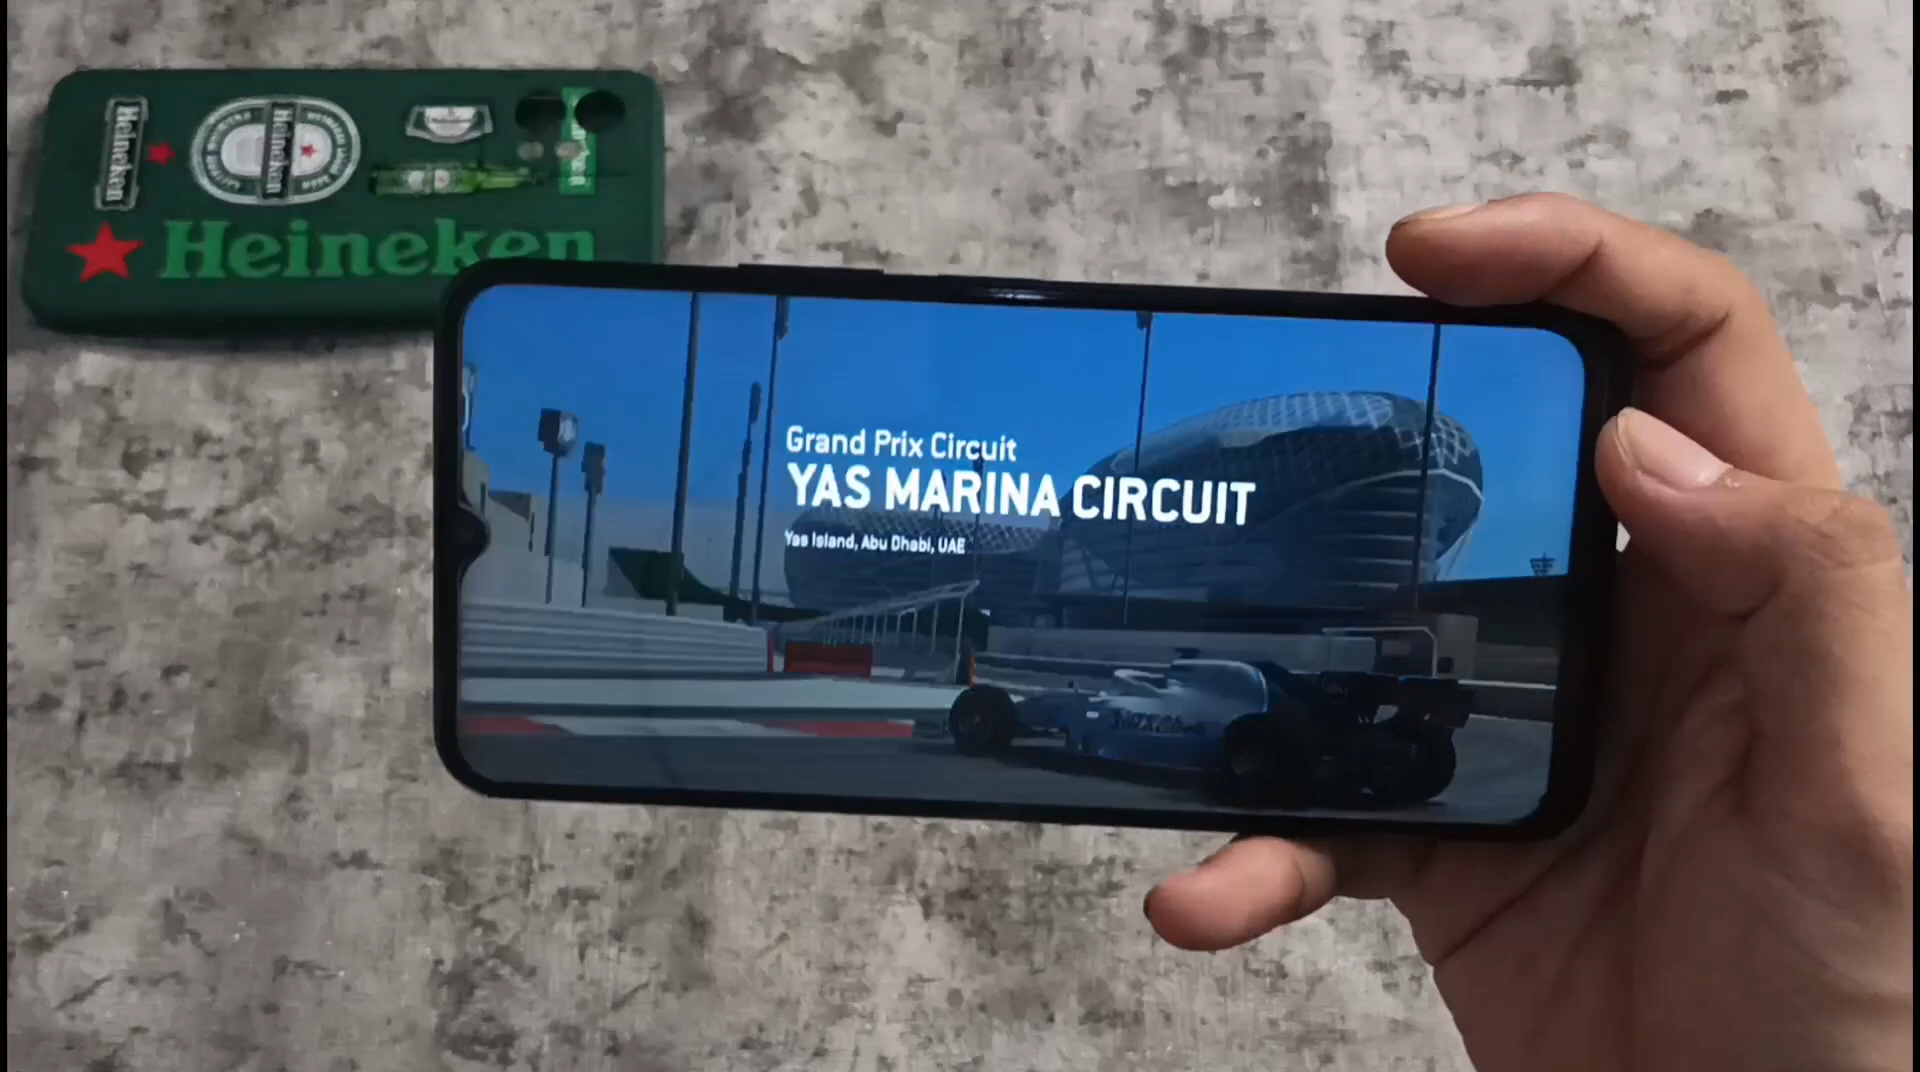 Heineken
Heineken
Heineken
Grand Prix Circuit
YAS MARINA CIRCUIT
Yas Island, Abu Dhabi, UAE